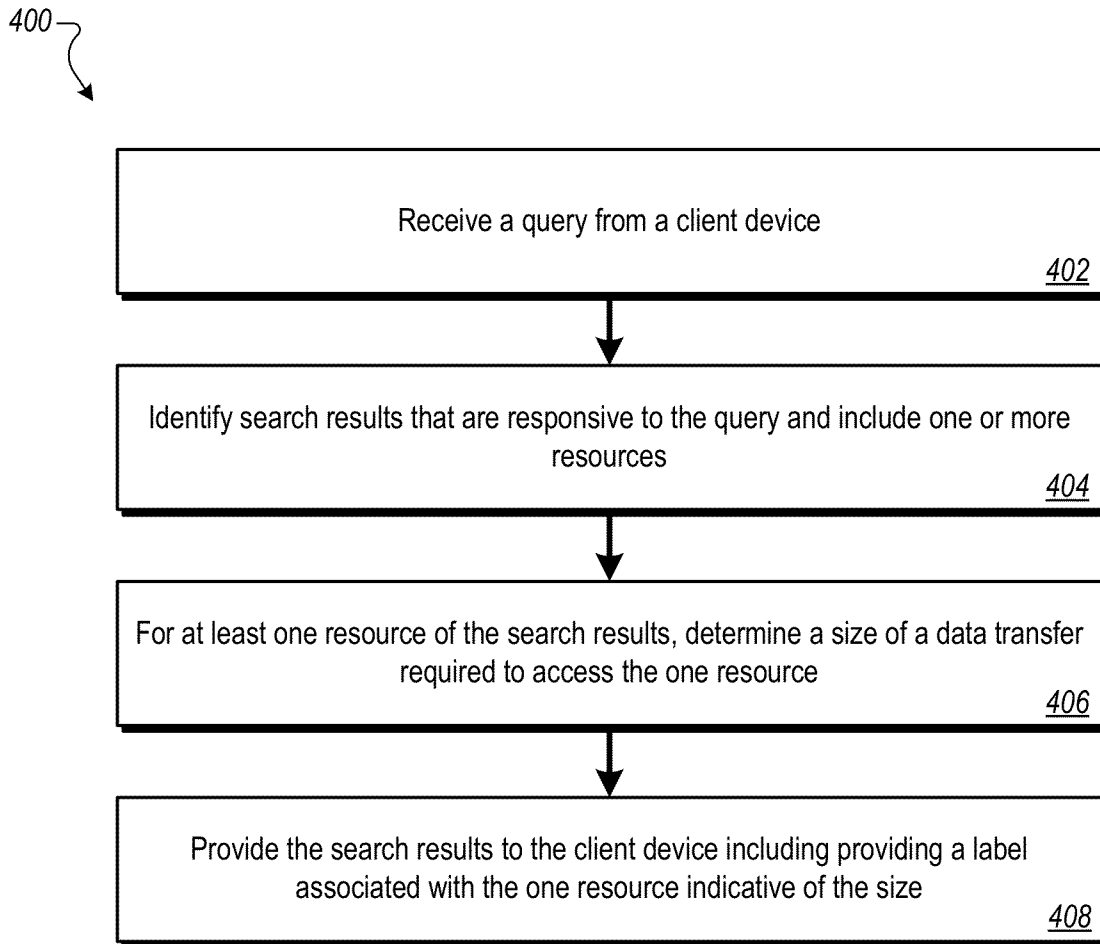 400
Receive a query from a client device
402
Identify search results that are responsive to the query and include one or more
resources
404
For at least one resource of the search results, determine a size of a data transfer
required to access the one resource
406
Provide the search results to the client device including providing a label
associated with the one resource indicative of the size
408